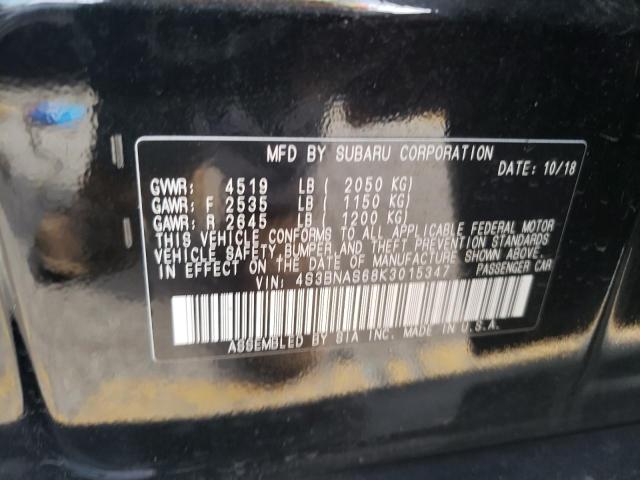 MFD BY SUBARU CORPORATION
DATE: 10/18
GVWR: 4519 LB ( 2050 KG)
GAWR: F 2535 LB ( 1150 KG)
GAWR: R 2645 LB ( 1200 KG)
THIS VEHICLE CONFORMS TO ALL APPLICABLE FEDERAL MOTOR
VEHICLE SAFETY, BUMPER AND THEFT PREVENTION STANDARDS
IN EFFECT ON THE DATE OF MANUFACTURE SHOWN ABOVE.
VIN: 4S3BNAS68K3015347 PASSENGER CAR
ASSEMBLED BY SIA INC. MADE IN U.S.A.